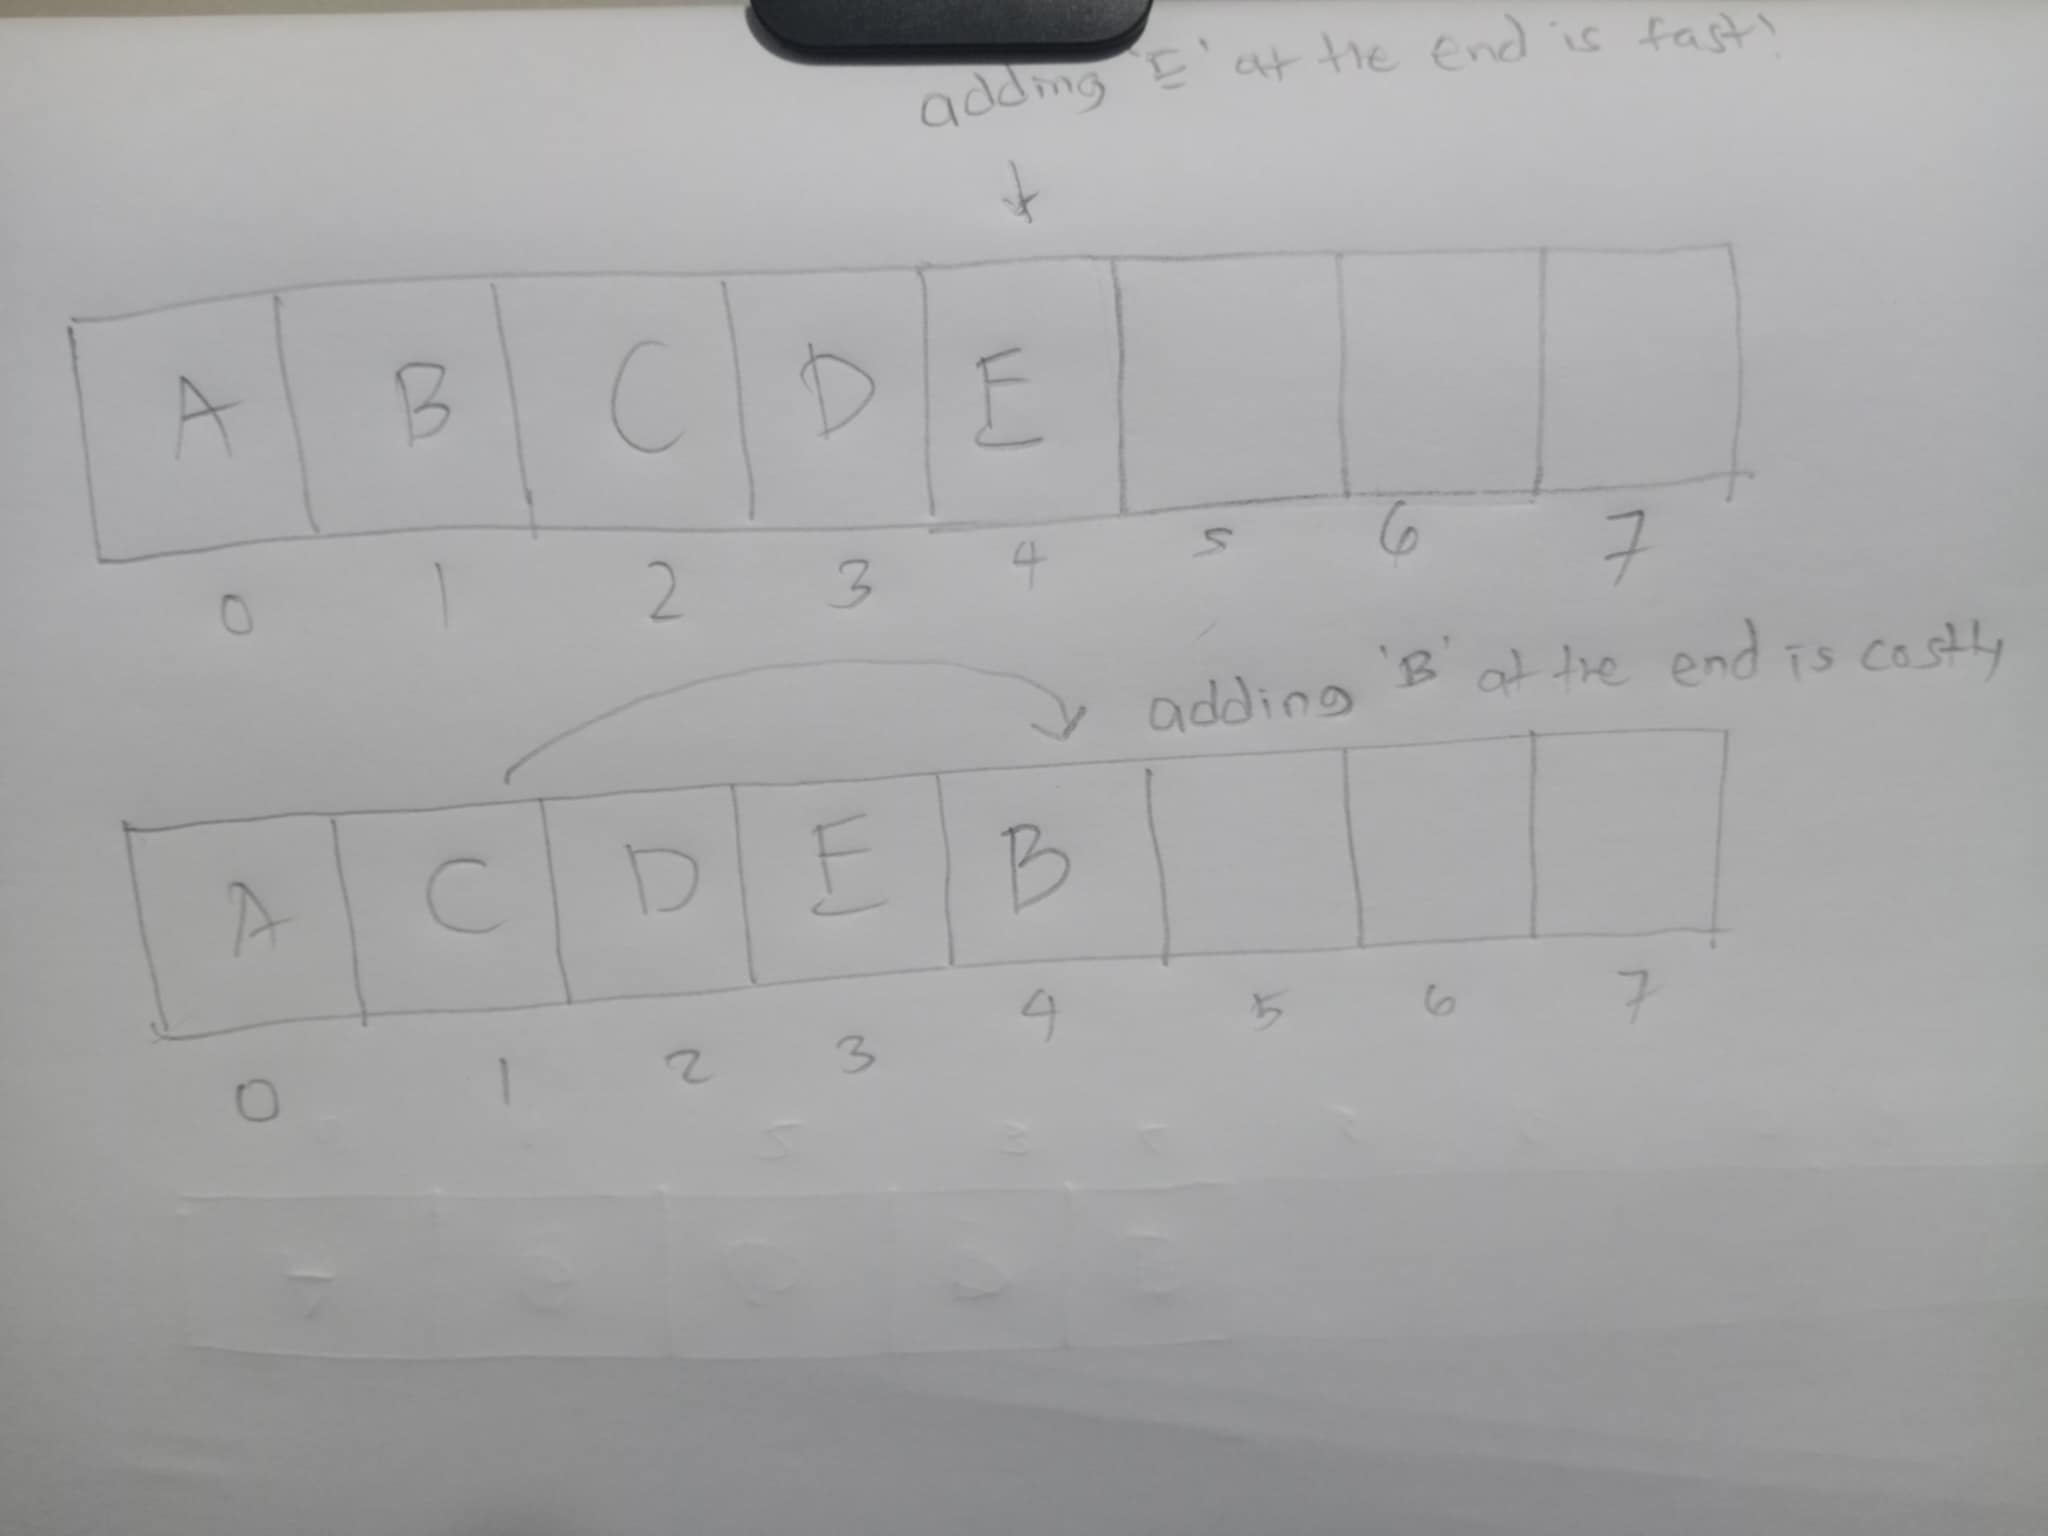 adding 'E' at the end is fast!
A B C D E
0 1 2 3 4 5 6 7
adding 'B' at the end is costly
A C D E B
0 1 2 3 4 5 6 7